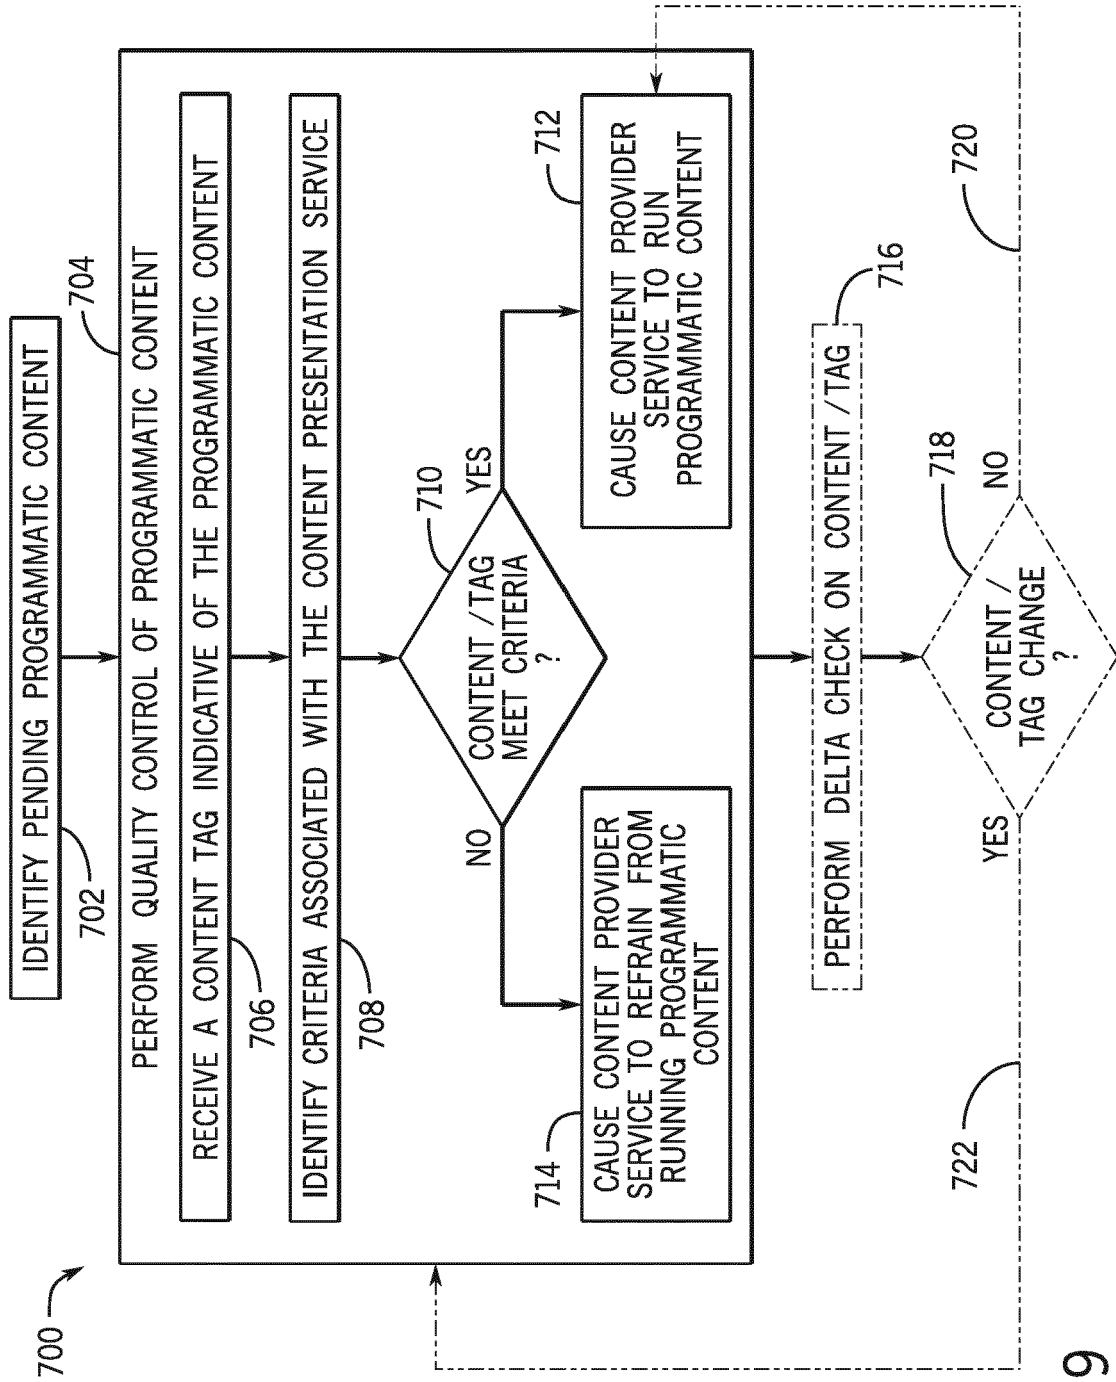 700
IDENTIFY PENDING PROGRAMMATIC CONTENT
702
704
PERFORM QUALITY CONTROL OF PROGRAMMATIC CONTENT
RECEIVE A CONTENT TAG INDICATIVE OF THE PROGRAMMATIC CONTENT
706
IDENTIFY CRITERIA ASSOCIATED WITH THE CONTENT PRESENTATION SERVICE
708
710
CONTENT / TAG
MEET CRITERIA
?
NO
YES
714
CAUSE CONTENT PROVIDER
SERVICE TO REFRAIN FROM
RUNNING PROGRAMMATIC
CONTENT
712
CAUSE CONTENT PROVIDER
SERVICE TO RUN
PROGRAMMATIC CONTENT
PERFORM DELTA CHECK ON CONTENT / TAG
716
718
CONTENT /
TAG CHANGE
?
YES
NO
722
720
9